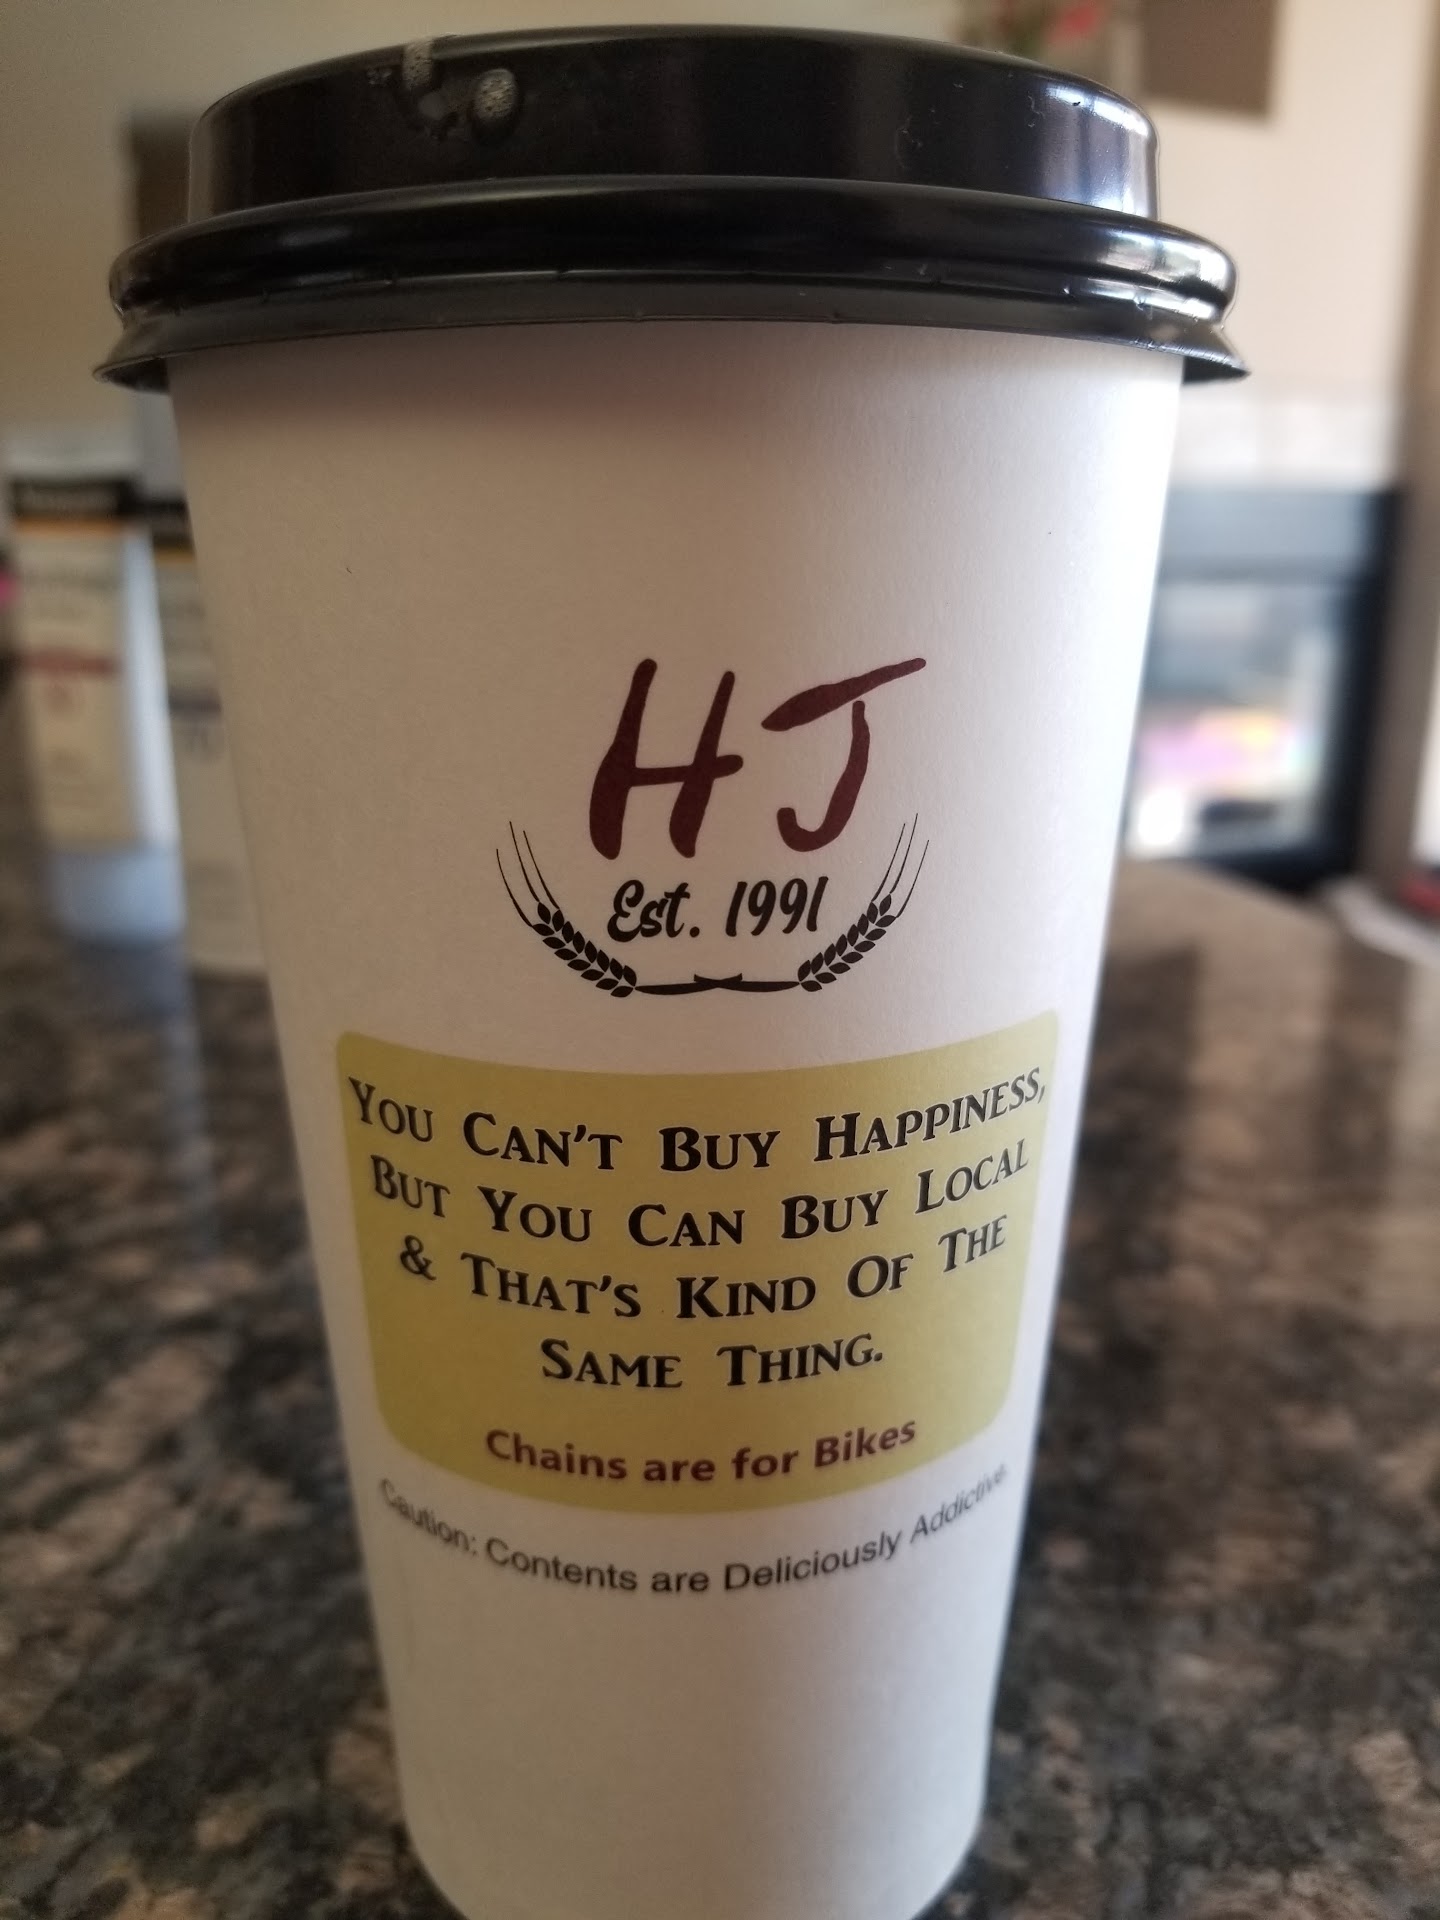 HJ
Est. 1991
You Can't Buy Happiness,
But You Can Buy Local
& That's Kind Of The
Same Thing.
Chains are for Bikes
Caution: Contents are Deliciously Addictive.